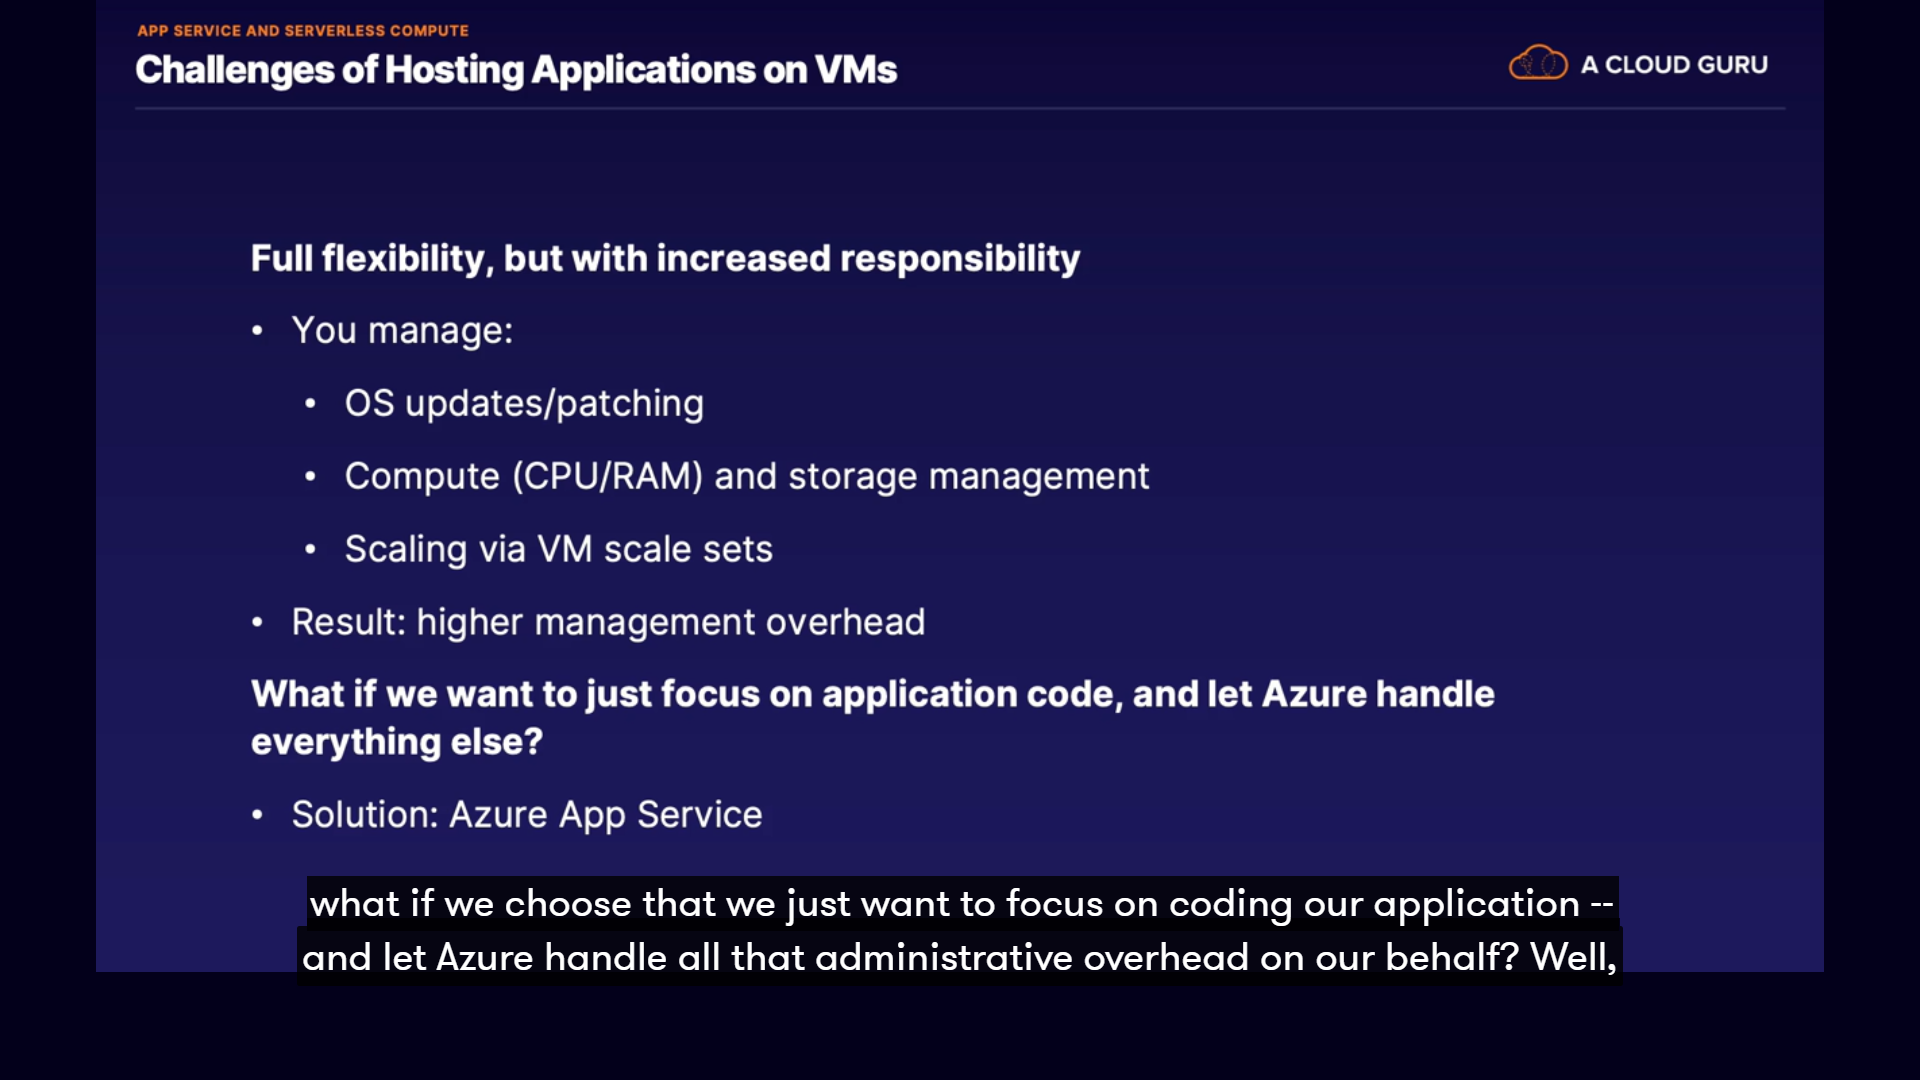 APP SERVICE AND SERVERLESS COMPUTE
Challenges of Hosting Applications on VMs
A CLOUD GURU
Full flexibility, but with increased responsibility
• You manage:
• OS updates/patching
• Compute (CPU/RAM) and storage management
• Scaling via VM scale sets
• Result: higher management overhead
What if we want to just focus on application code, and let Azure handle
everything else?
• Solution: Azure App Service
what if we choose that we just want to focus on coding our application --
and let Azure handle all that administrative overhead on our behalf? Well,